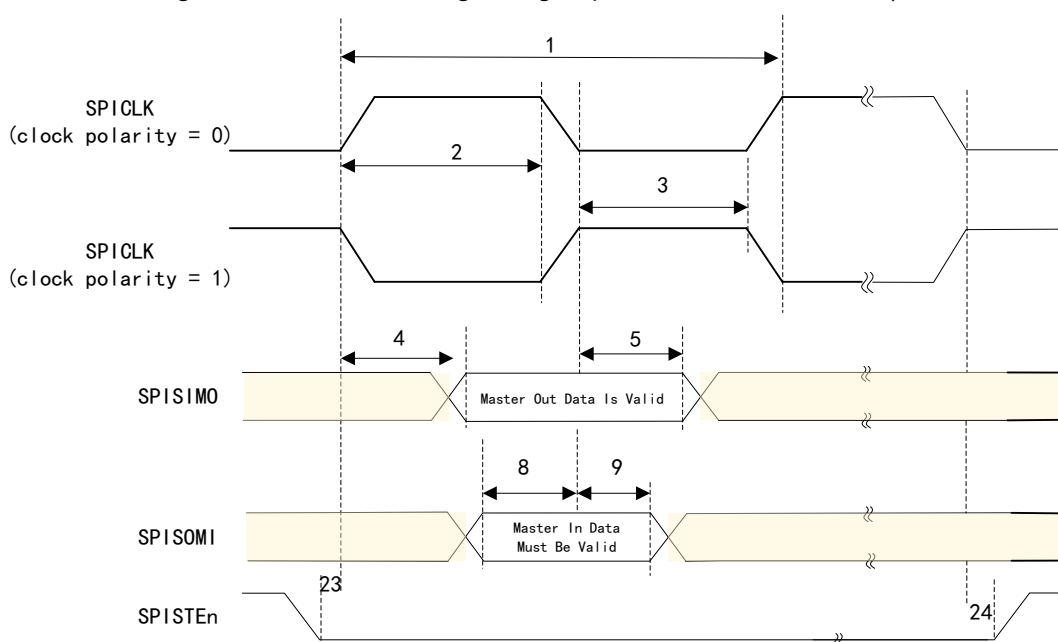 1
SPICLK
(clock polarity = 0)
2
3
SPICLK
(clock polarity = 1)
4
5
SPISIMO
Master Out Data Is Valid
8
9
SPISOMI
Master In Data
Must Be Valid
23
24
SPISTEn